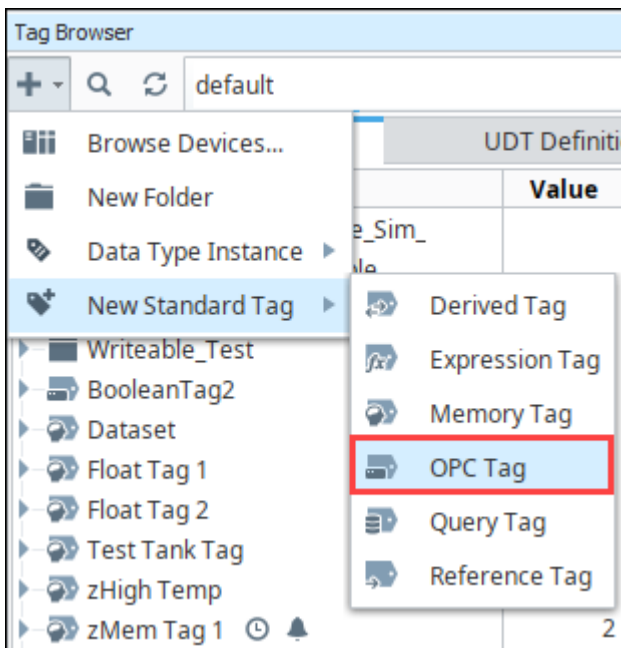 Tag Browser
default
Browse Devices...
UDT Definiti
New Folder
Value
Data Type Instance
e_Sim_
New Standard Tag
Derived Tag
Writeable_Test
Expression Tag
BooleanTag2
Memory Tag
Dataset
OPC Tag
Float Tag 1
Float Tag 2
Query Tag
Test Tank Tag
Reference Tag
zHigh Temp
zMem Tag 1
2